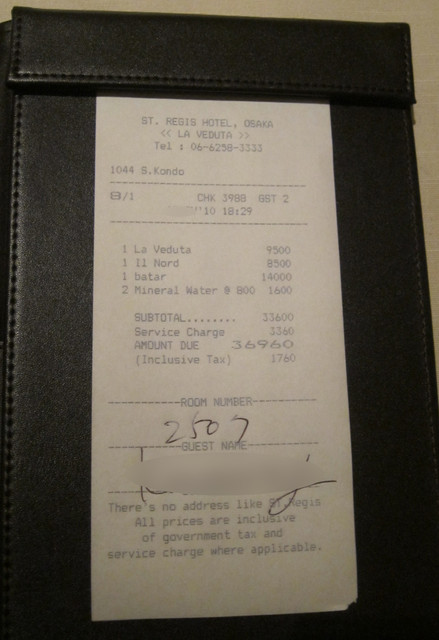 ST. REGIS HOTEL, OSAKA
<< LA VEDUTA >>
Tel : 06-6258-3333
1044 S.Kondo
8/1 CHK 3988 GST 2
'10 18:29
1 La Veduta 9500
1 Il Nord 8500
1 batar 14000
2 Mineral Water @ 800 1600
SUBTOTAL........ 33600
Service Charge 3360
AMOUNT DUE 36960
(Inclusive Tax) 1760
ROOM NUMBER
2507
GUEST NAME
There's no address like St.Regis
All prices are inclusive
of government tax and
service charge where applicable.